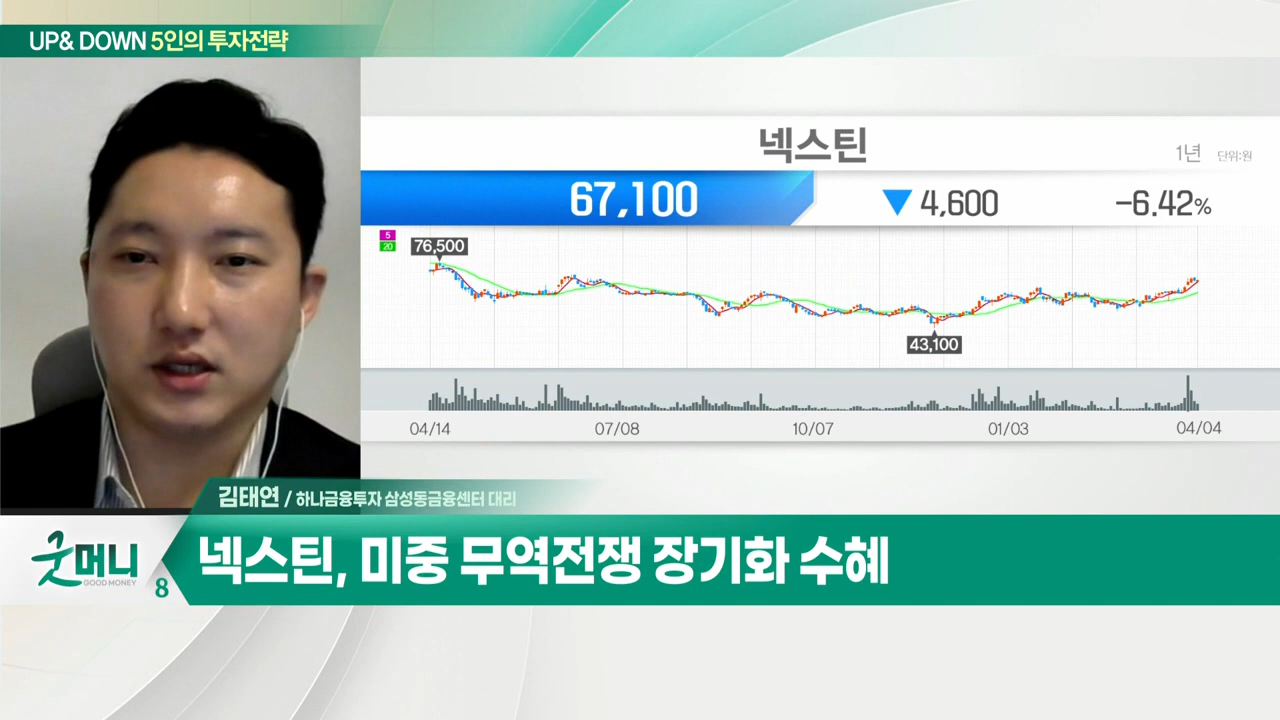 UP& DOWN 5인의 투자전략
넥스틴
1년 단위:원
67,100 ▼ 4,600 -6.42%
5
20
76,500
43,100
04/14 07/08 10/07 01/03 04/04
김태연 / 하나금융투자 삼성동금융센터 대리
굿머니
GOOD MONEY
8
넥스틴, 미중 무역전쟁 장기화 수혜